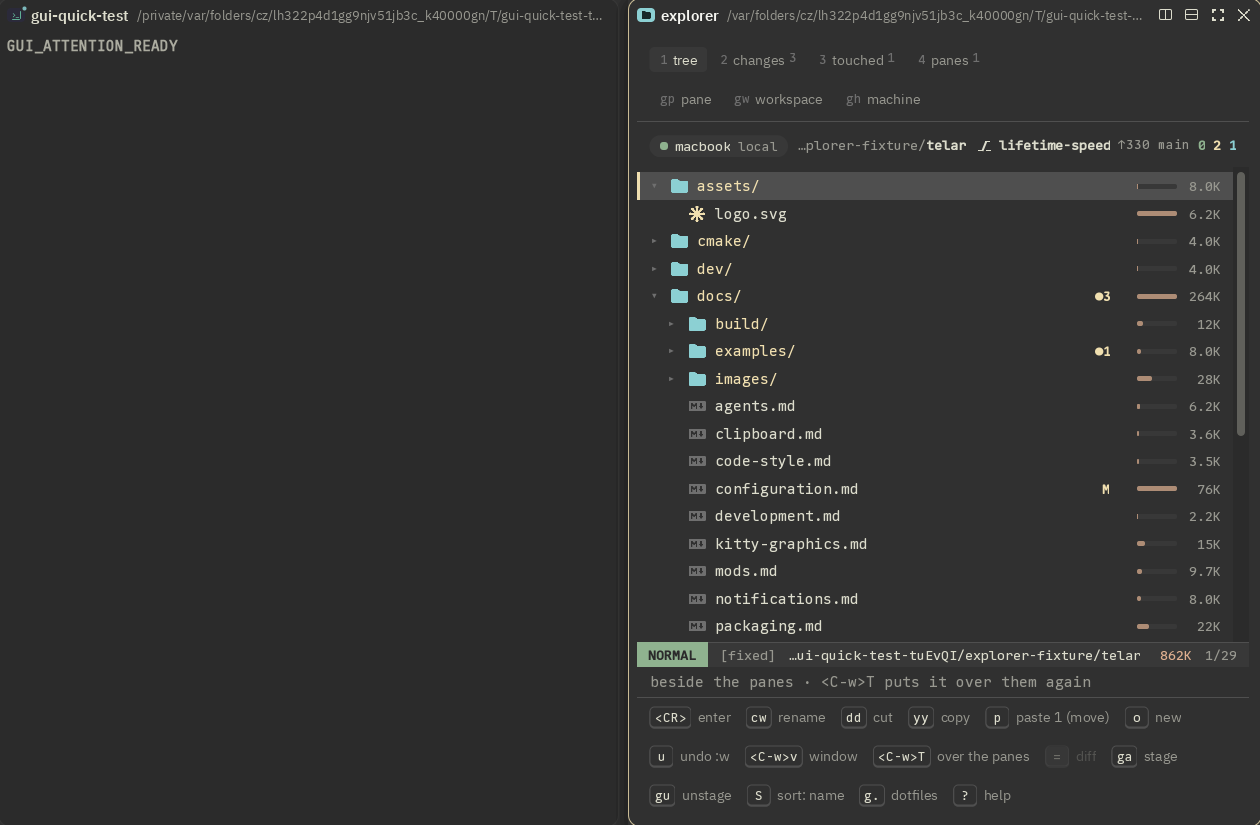 gui-quick-test /private/var/folders/cz/lh322p4d1gg9njv51jb3c_k40000gn/T/gui-quick-test-t...
GUI_ATTENTION_READY
explorer /var/folders/cz/lh322p4d1gg9njv51jb3c_k40000gn/T/gui-quick-test-...
1 tree 2 changes 3 3 touched 1 4 panes 1
gp pane gw workspace gh machine
macbook local …plorer-fixture/telar lifetime-speed ↑330 main 0 2 1
assets/ 8.0K
logo.svg 6.2K
cmake/ 4.0K
dev/ 4.0K
docs/ ●3 264K
build/ 12K
examples/ ●1 8.0K
images/ 28K
agents.md 6.2K
clipboard.md 3.6K
code-style.md 3.5K
configuration.md M 76K
development.md 2.2K
kitty-graphics.md 15K
mods.md 9.7K
notifications.md 8.0K
packaging.md 22K
NORMAL [fixed] …ui-quick-test-tuEvQI/explorer-fixture/telar 862K 1/29
beside the panes · <C-w>T puts it over them again
<CR> enter cw rename dd cut yy copy p paste 1 (move) o new
u undo :w <C-w>v window <C-w>T over the panes = diff ga stage
gu unstage S sort: name g. dotfiles ? help